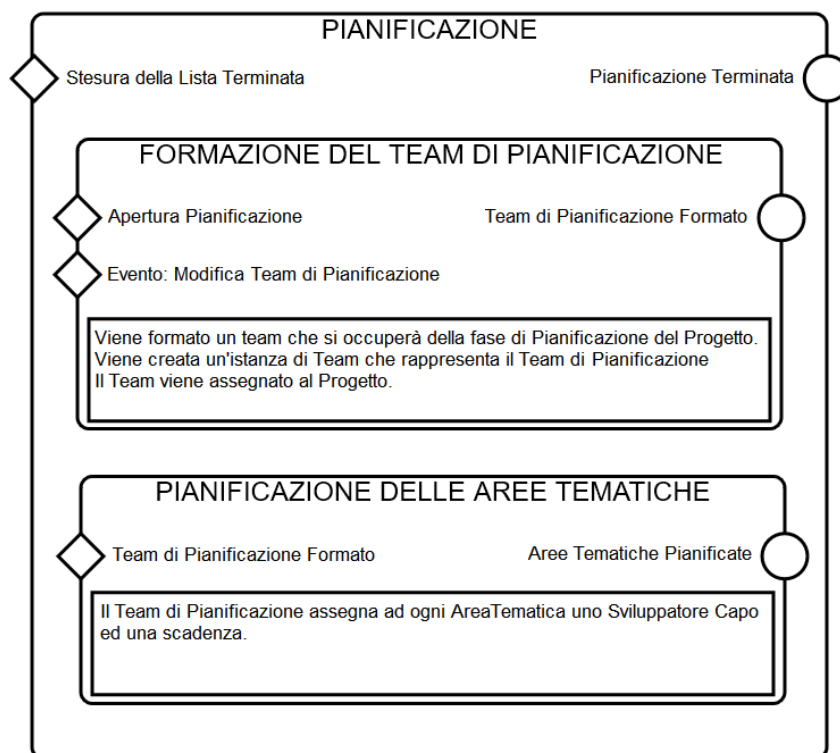 PIANIFICAZIONE
Stesura della Lista Terminata
Pianificazione Terminata
FORMAZIONE DEL TEAM DI PIANIFICAZIONE
Apertura Pianificazione
Team di Pianificazione Formato
Evento: Modifica Team di Pianificazione
Viene formato un team che si occuperà della fase di Pianificazione del Progetto.
Viene creata un'istanza di Team che rappresenta il Team di Pianificazione
Il Team viene assegnato al Progetto.
PIANIFICAZIONE DELLE AREE TEMATICHE
Team di Pianificazione Formato
Aree Tematiche Pianificate
Il Team di Pianificazione assegna ad ogni AreaTematica uno Sviluppatore Capo
ed una scadenza.